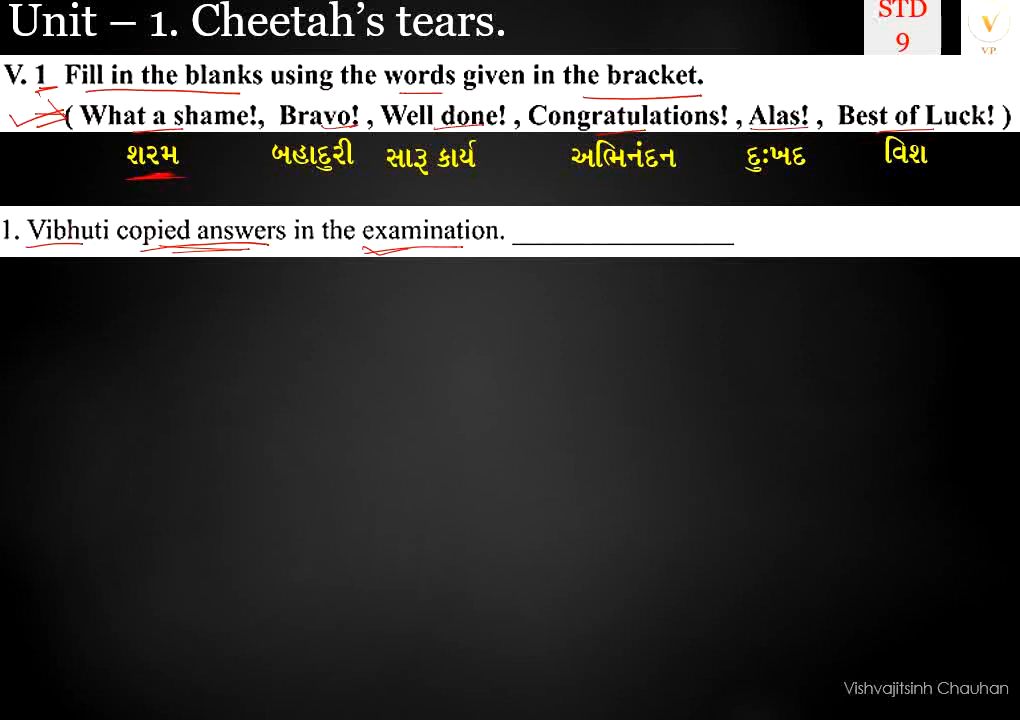 Unit – 1. Cheetah’s tears.
STD
9
V
V.P.
V. 1 Fill in the blanks using the words given in the bracket.
( What a shame!, Bravo! , Well done! , Congratulations! , Alas! , Best of Luck! )
શરમ બહાદુરી સારૂ કાર્ય અભિનંદન દુઃખદ વિશ
1. Vibhuti copied answers in the examination. ________________
Vishvajitsinh Chauhan